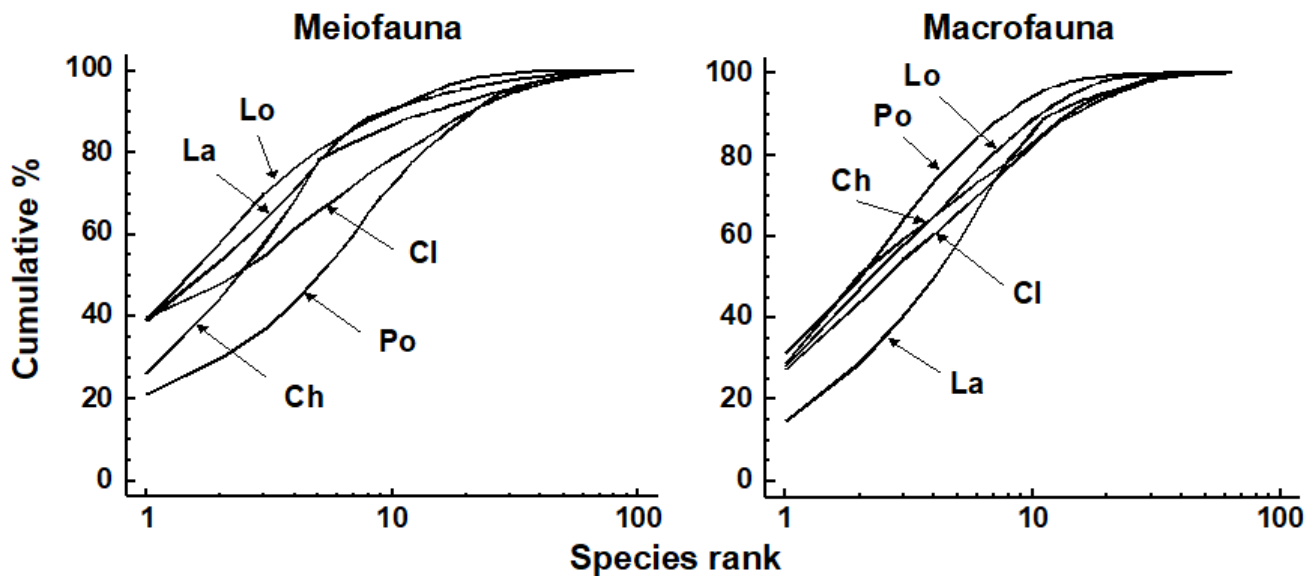 Meiofauna
Macrofauna
Cumulative %
100
80
60
40
20
0
1
10
100
Lo
La
Cl
Po
Ch
100
80
60
40
20
0
1
10
100
Lo
Po
Ch
Cl
La
Species rank